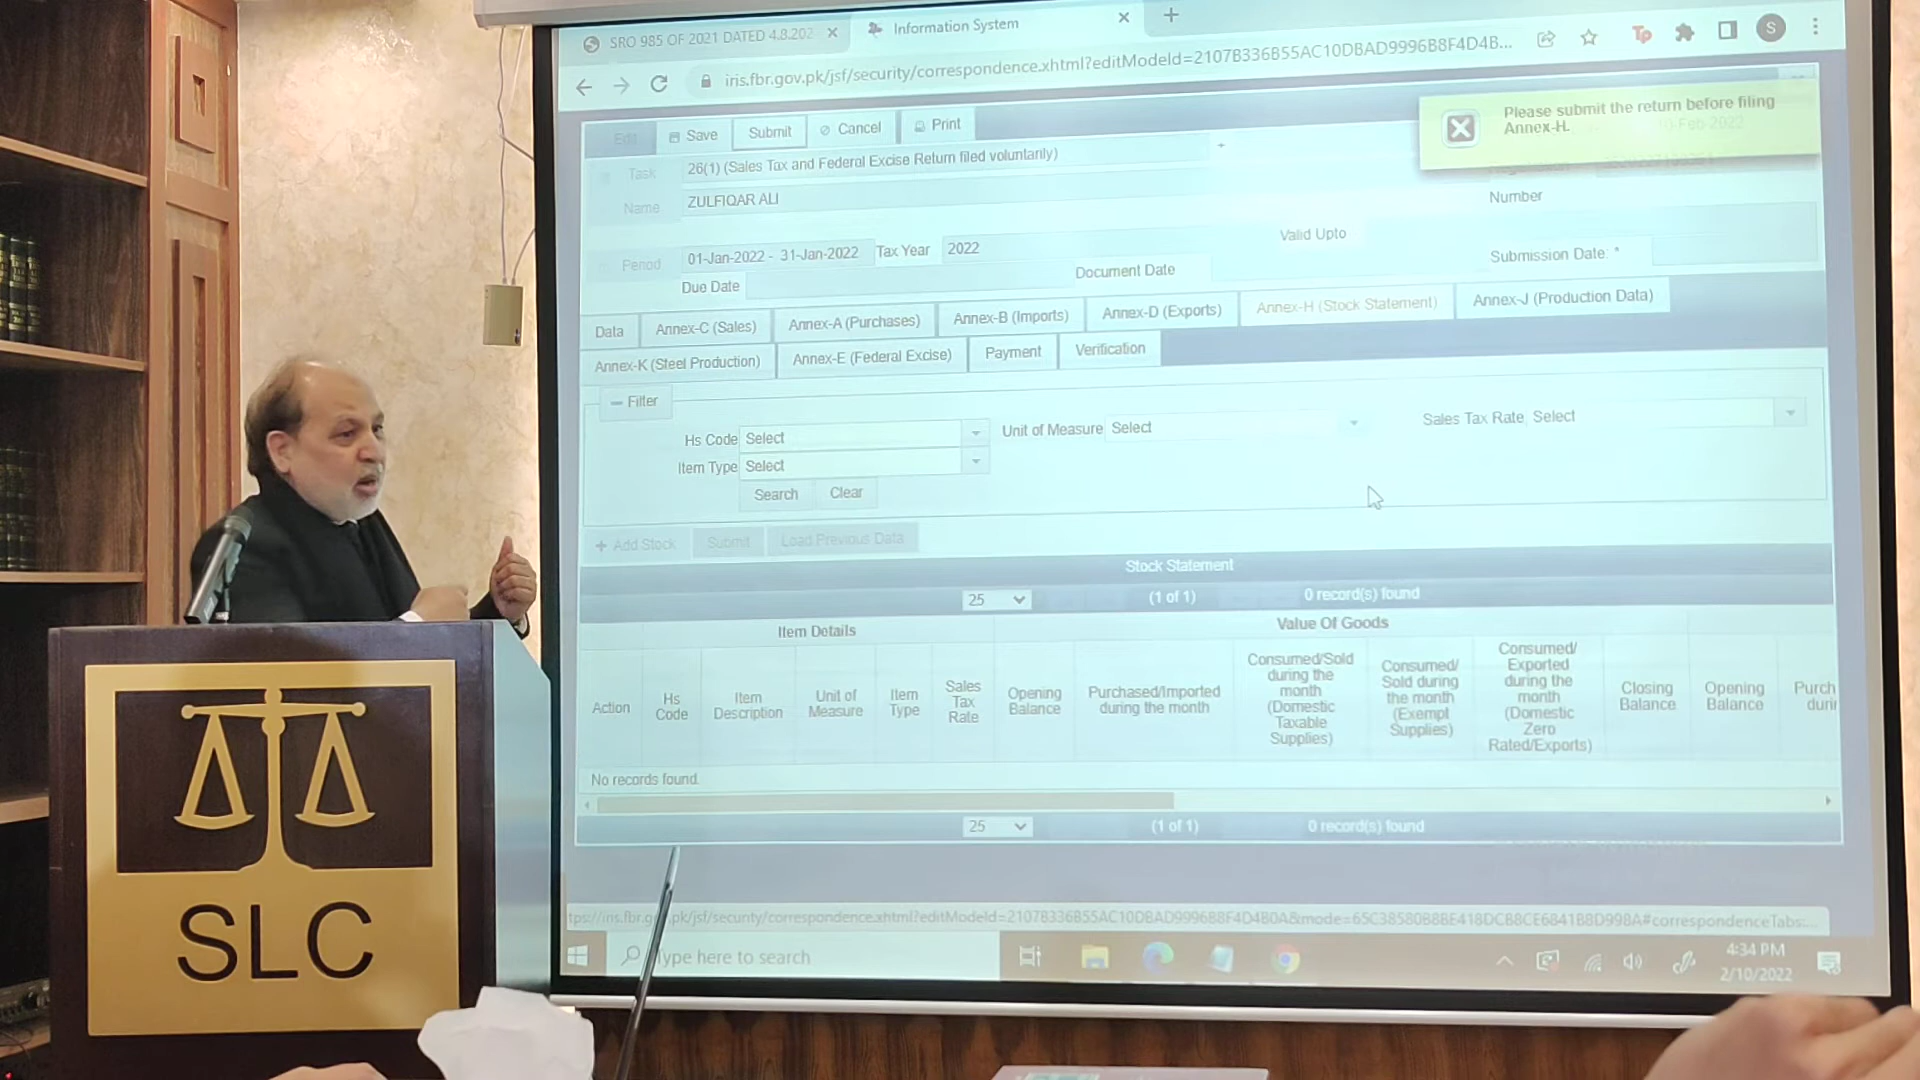 SRO 985 OF 2021 DATED 4.8.202
Information System
iris.fbr.gov.pk/jsf/security/correspondence.xhtml?editModeId=2107B336B55AC10DBAD9996B8F4D4B...
S
Edit
Save
Submit
Cancel
Print
Please submit the return before filing
Annex-H.
Task
26(1) (Sales Tax and Federal Excise Return filed voluntarily)
Name
ZULFIQAR ALI
Number
Period
01-Jan-2022 - 31-Jan-2022
Tax Year
2022
Valid Upto
Due Date
Document Date
Submission Date: *
Data
Annex-C (Sales)
Annex-A (Purchases)
Annex-B (Imports)
Annex-D (Exports)
Annex-H (Stock Statement)
Annex-J (Production Data)
Annex-K (Steel Production)
Annex-E (Federal Excise)
Payment
Verification
Filter
Hs Code
Select
Unit of Measure
Select
Sales Tax Rate
Select
Item Type
Select
Search
Clear
+ Add Stock
Submit
Load Previous Data
Stock Statement
25
(1 of 1)
0 record(s) found
Item Details
Value Of Goods
Action
Hs
Code
Item
Description
Unit of
Measure
Item
Type
Sales
Tax
Rate
Opening
Balance
Purchased/Imported
during the month
Consumed/Sold
during the
month
(Domestic
Taxable
Supplies)
Consumed/
Sold during
the month
(Exempt
Supplies)
Consumed/
Exported
during the
month
(Domestic
Zero
Rated/Exports)
Closing
Balance
Opening
Balance
Purch
duri
No records found.
25
(1 of 1)
0 record(s) found
Type here to search
4:34 PM
2/10/2022
SLC